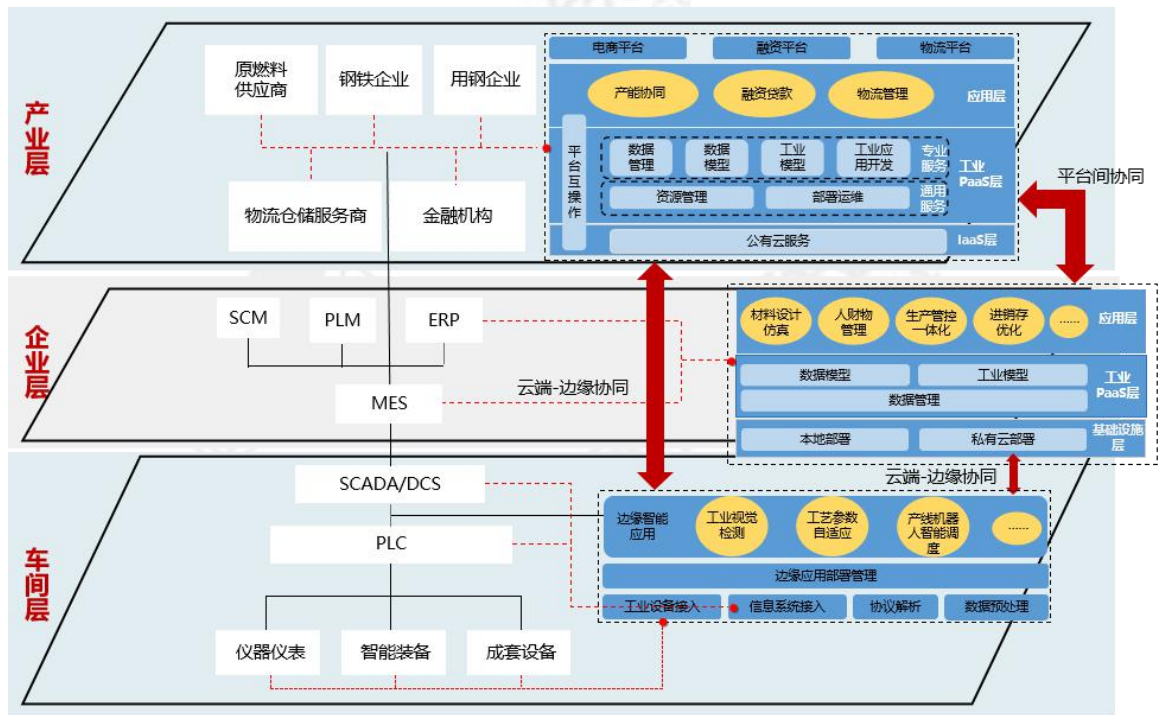 产业层
原燃料
供应商
钢铁企业
用钢企业
物流仓储服务商
金融机构
电商平台
融资平台
物流平台
产能协同
融资贷款
物流管理
应用层
平台互操作
数据
管理
数据
模型
工业
模型
工业应
用开发
专业
服务
资源管理
部署运维
通用
服务
工业
PaaS层
公有云服务
IaaS层
平台间协同
企业层
SCM
PLM
ERP
MES
云端-边缘协同
材料设计
仿真
人财物
管理
生产管控
一体化
进销存
优化
......
应用层
数据模型
工业模型
数据管理
工业
PaaS层
本地部署
私有云部署
基础设施
层
云端-边缘协同
车间层
SCADA/DCS
PLC
仪器仪表
智能装备
成套设备
边缘智能
应用
工业视觉
检测
工艺参数
自适应
产线机器
人智能调
度
......
边缘应用部署管理
工业设备接入
信息系统接入
协议解析
数据预处理